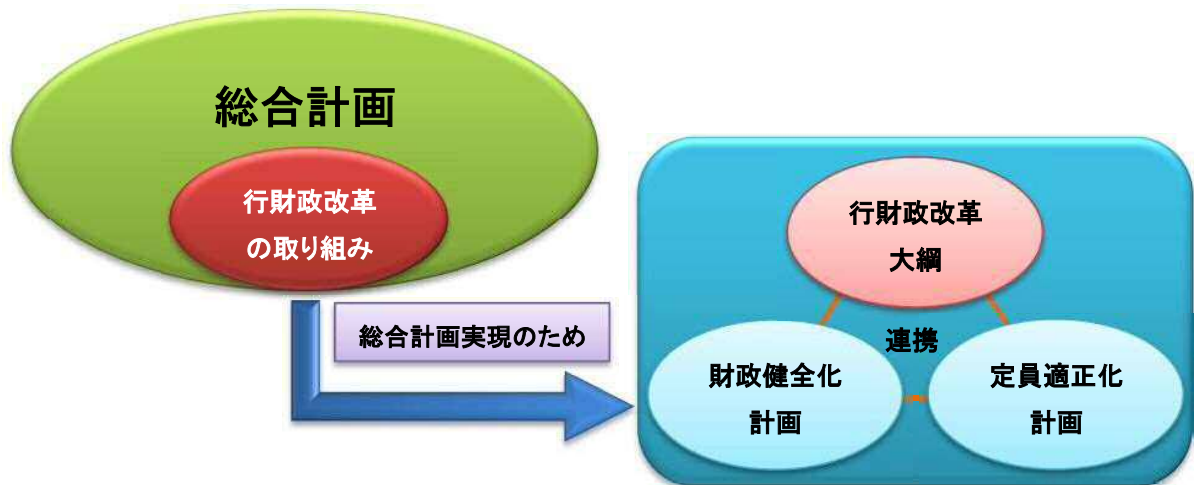 総合計画
行財政改革
の取り組み
総合計画実現のため
行財政改革
大綱
連携
財政健全化
計画
定員適正化
計画